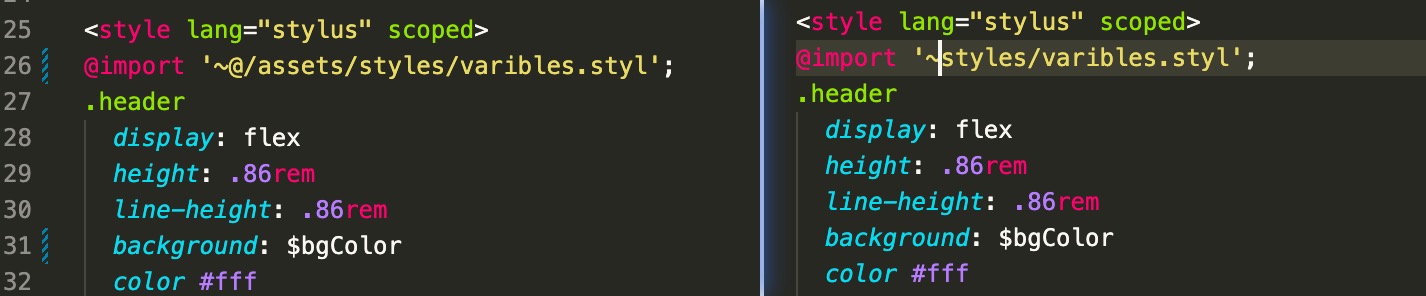 25 <style lang="stylus" scoped>
26 @import '~@/assets/styles/varibles.styl';
27 .header
28 display: flex
29 height: .86rem
30 line-height: .86rem
31 background: $bgColor
32 color #fff
<style lang="stylus" scoped>
@import '~styles/varibles.styl';
.header
display: flex
height: .86rem
line-height: .86rem
background: $bgColor
color #fff